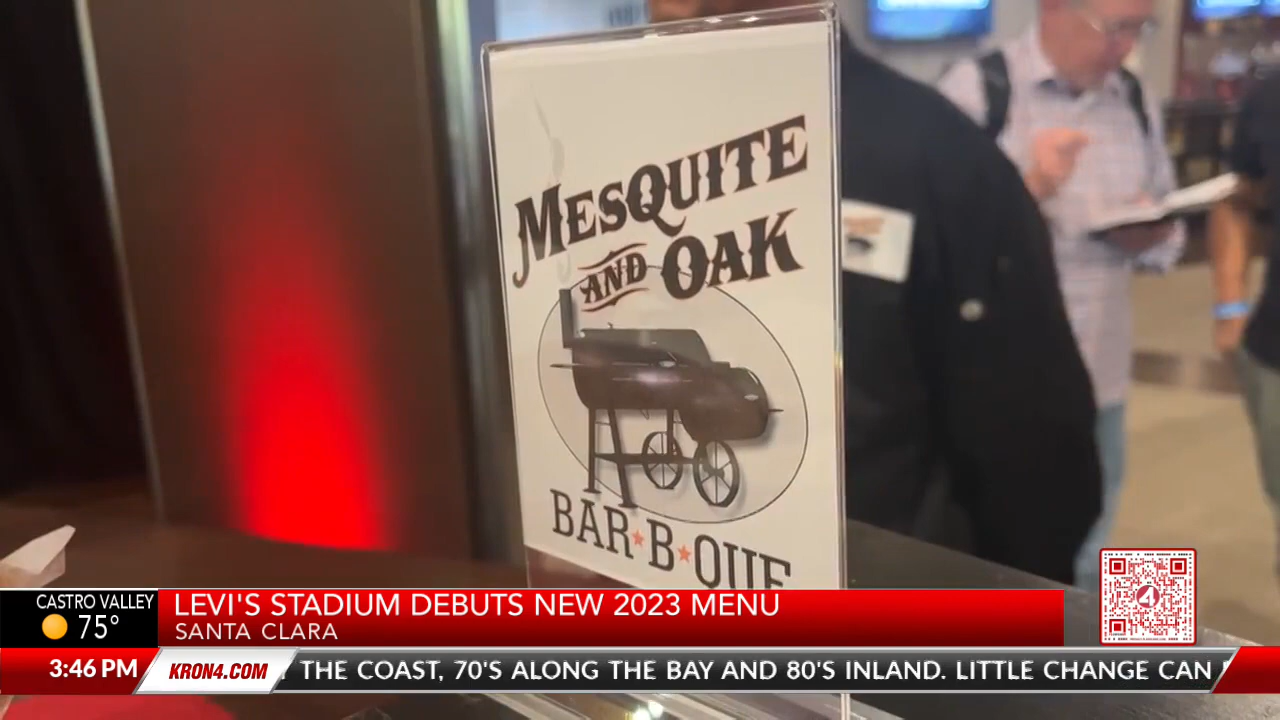 MESQUITE
AND OAK
BAR★B★QUE
CASTRO VALLEY
75°
LEVI'S STADIUM DEBUTS NEW 2023 MENU
SANTA CLARA
3:46 PM
KRON4.COM
THE COAST, 70'S ALONG THE BAY AND 80'S INLAND. LITTLE CHANGE CAN
4